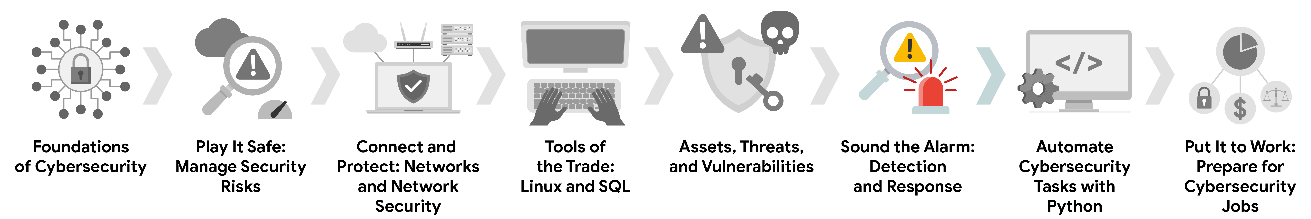 Foundations
of Cybersecurity
Play It Safe:
Manage Security
Risks
Connect and
Protect: Networks
and Network
Security
Tools of
the Trade:
Linux and SQL
Assets, Threats,
and Vulnerabilities
Sound the Alarm:
Detection
and Response
</>
Automate
Cybersecurity
Tasks with
Python
$
Put It to Work:
Prepare for
Cybersecurity
Jobs